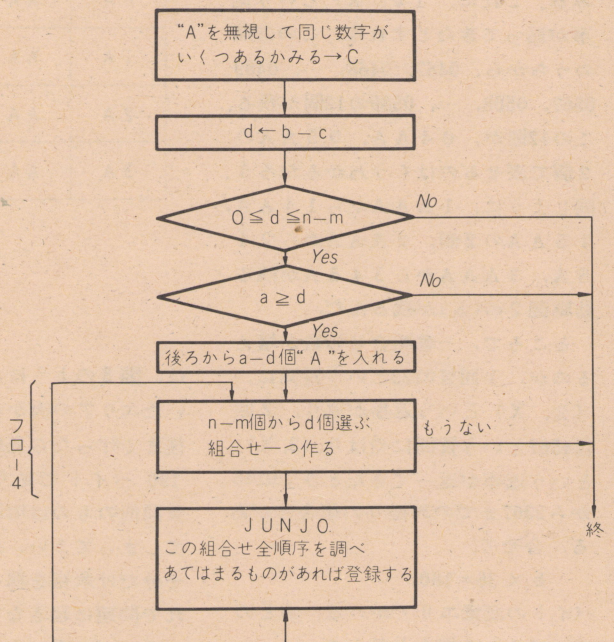 “A”を無視して同じ数字が
いくつあるかみる→C
d←b－c
0≦d≦n－m
No
Yes
a≧d
No
Yes
後ろからa－d個“A”を入れる
フロー4
n－m個からd個選ぶ
組合せ一つ作る
もうない
JUNJO
この組合せ全順序を調べ
あてはまるものがあれば登録する
終